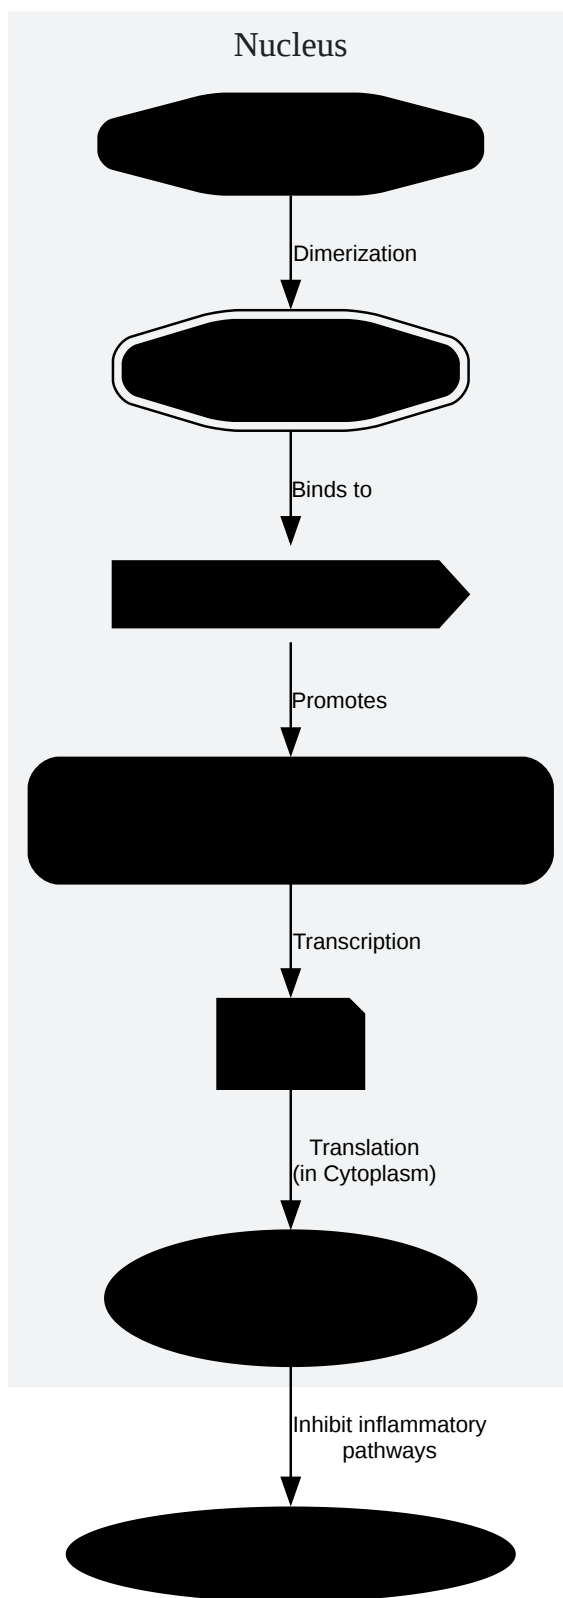 Nucleus
Dimerization
Binds to
Promotes
Transcription
Translation
(in Cytoplasm)
Inhibit inflammatory
pathways